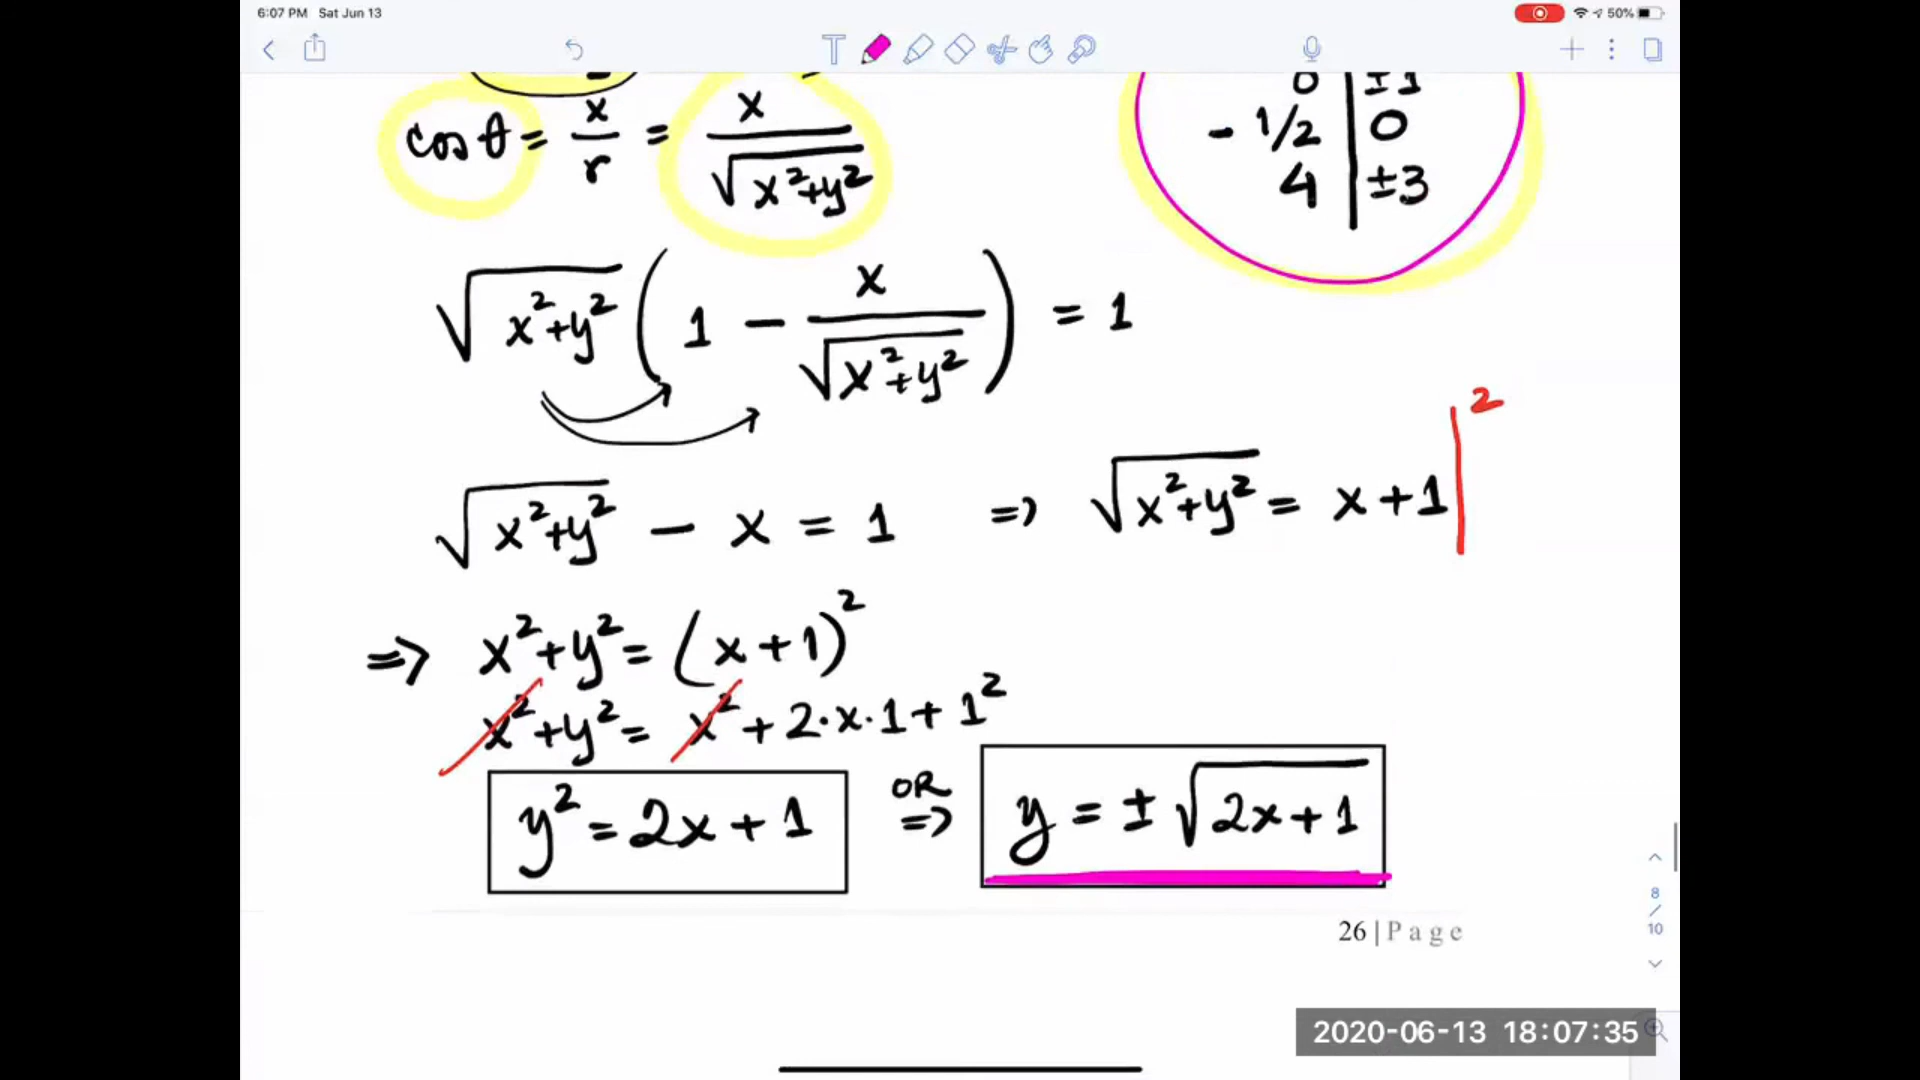 6:07 PM Sat Jun 13
50%
cos θ = x/r = x/√(x²+y²)
0 | ±1
- 1/2 | 0
4 | ±3
√(x²+y²) (1 - x/√(x²+y²)) = 1
√(x²+y²) - x = 1 => √(x²+y²) = x+1 |²
=> x²+y² = (x+1)²
x²+y² = x² + 2·x·1 + 1²
y² = 2x + 1 OR => y = ± √(2x+1)
26 | Page
8
/
10
2020-06-13 18:07:35